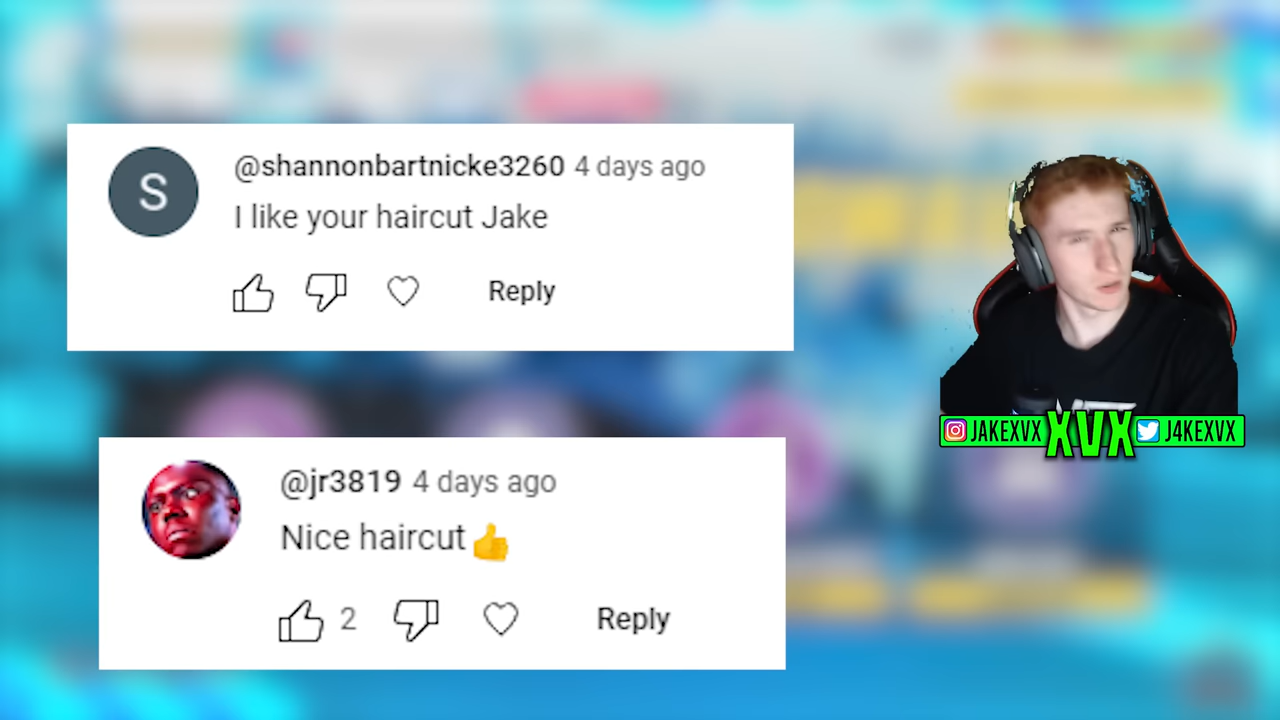 @shannonbartnicke3260 4 days ago
I like your haircut Jake
Reply
@jr3819 4 days ago
Nice haircut👍
2
Reply
S
JAKEXVX XVX J4KEXVX